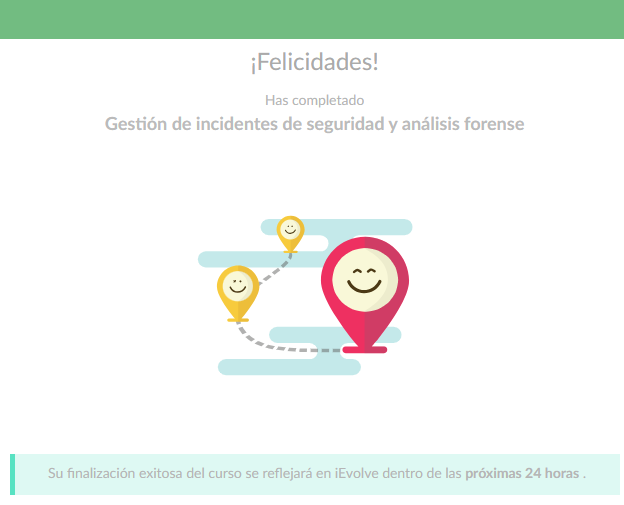 ¡Felicidades!
Has completado
Gestión de incidentes de seguridad y análisis forense
Su finalización exitosa del curso se reflejará en iEvolve dentro de las próximas 24 horas .